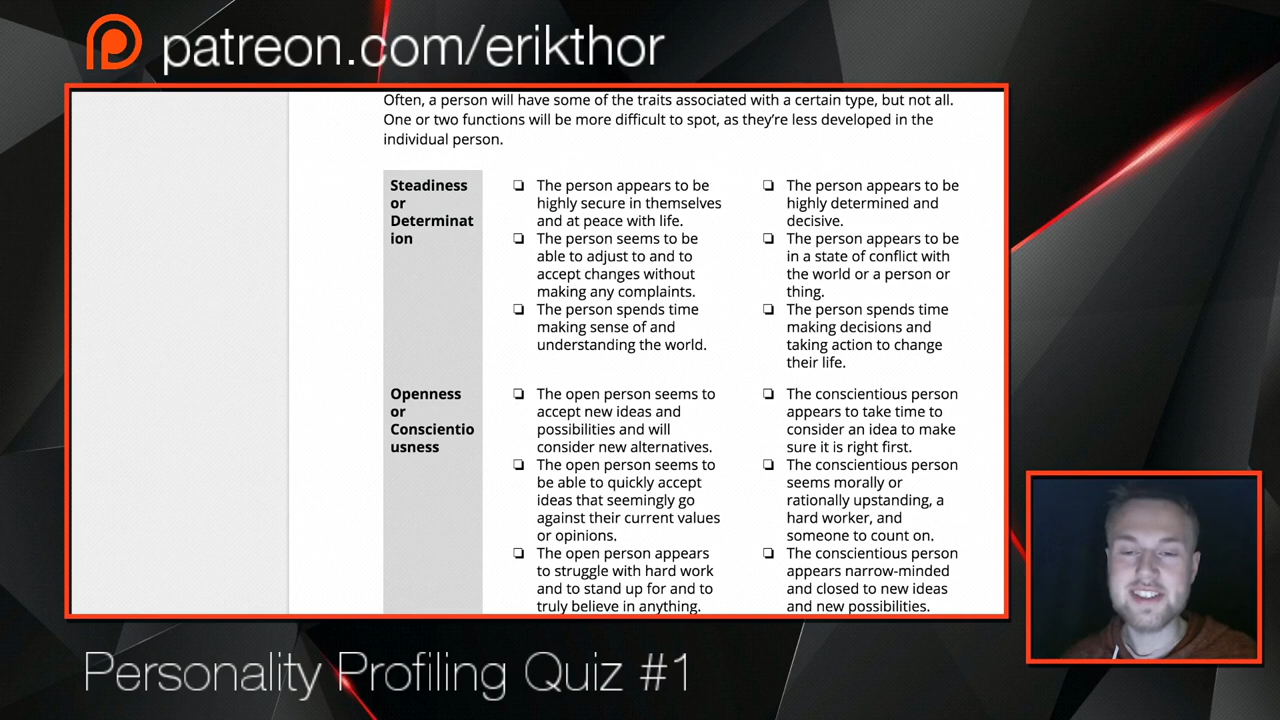 patreon.com/erikthor
Often, a person will have some of the traits associated with a certain type, but not all.
One or two functions will be more difficult to spot, as they're less developed in the
individual person.
Steadiness
or
Determinat
ion
❏ The person appears to be
highly secure in themselves
and at peace with life.
❏ The person seems to be
able to adjust to and to
accept changes without
making any complaints.
❏ The person spends time
making sense of and
understanding the world.
❏ The person appears to be
highly determined and
decisive.
❏ The person appears to be
in a state of conflict with
the world or a person or
thing.
❏ The person spends time
making decisions and
taking action to change
their life.
Openness
or
Conscientio
usness
❏ The open person seems to
accept new ideas and
possibilities and will
consider new alternatives.
❏ The open person seems to
be able to quickly accept
ideas that seemingly go
against their current values
or opinions.
❏ The open person appears
to struggle with hard work
and to stand up for and to
truly believe in anything.
❏ The conscientious person
appears to take time to
consider an idea to make
sure it is right first.
❏ The conscientious person
seems morally or
rationally upstanding, a
hard worker, and
someone to count on.
❏ The conscientious person
appears narrow-minded
and closed to new ideas
and new possibilities.
Personality Profiling Quiz #1